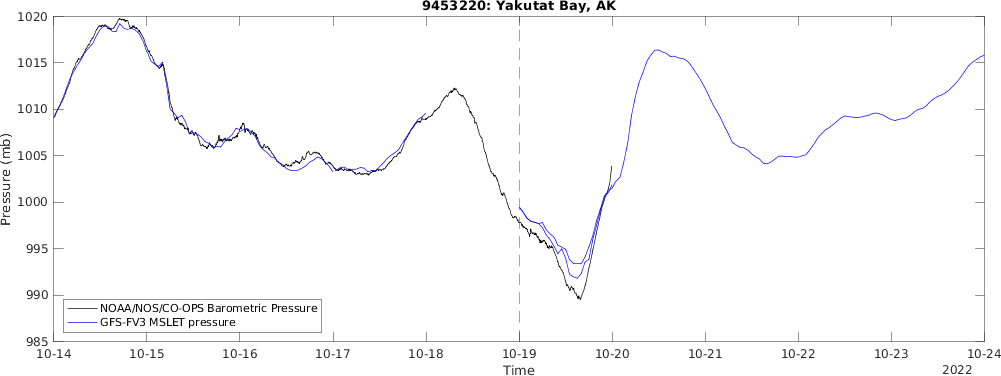 9453220: Yakutat Bay, AK
1020
1015
1010
1005
1000
995
990
985
Pressure (mb)
NOAA/NOS/CO-OPS Barometric Pressure
GFS-FV3 MSLET pressure
10-14 10-15 10-16 10-17 10-18 10-19 10-20 10-21 10-22 10-23 10-24
Time
2022